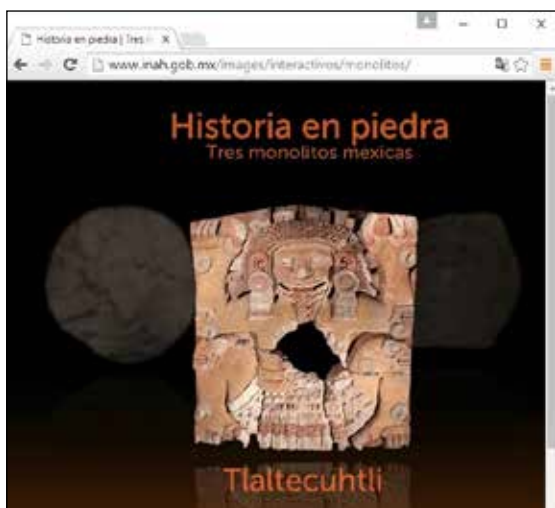 Historia en piedra | Tres
www.inah.gob.mx/images/interactivos/monolitos/
Historia en piedra
Tres monolitos mexicas
Tlaltecuhtli